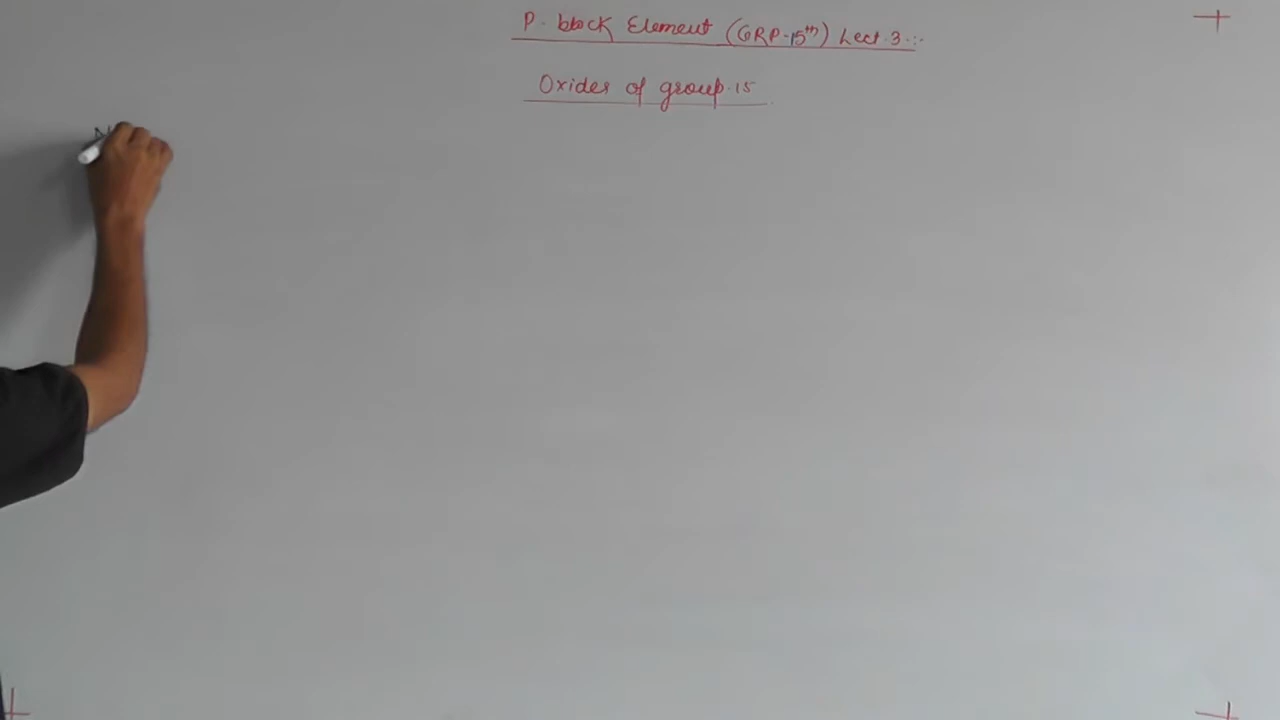 P-block Element (GRP-15th) Lect.3.:-
Oxides of group.15
N